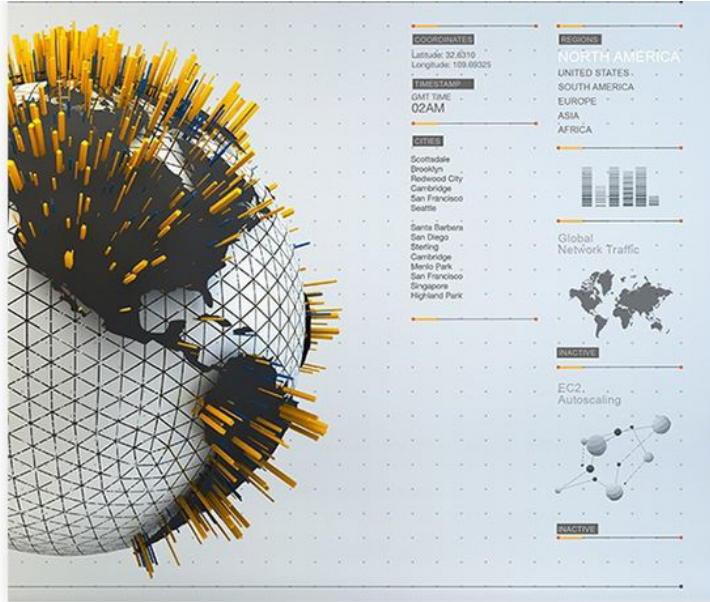 COORDINATES
Latitude: 32.6310
Longitude: 109.69325
TIMESTAMP
GMT TIME
02AM
CITIES
Scottsdale
Brooklyn
Redwood City
Cambridge
San Francisco
Seattle
Santa Barbara
San Diego
Sterling
Cambridge
Menlo Park
San Francisco
Singapore
Highland Park
REGIONS
NORTH AMERICA
UNITED STATES
SOUTH AMERICA
EUROPE
ASIA
AFRICA
Global
Network Traffic
INACTIVE
EC2
Autoscaling
INACTIVE